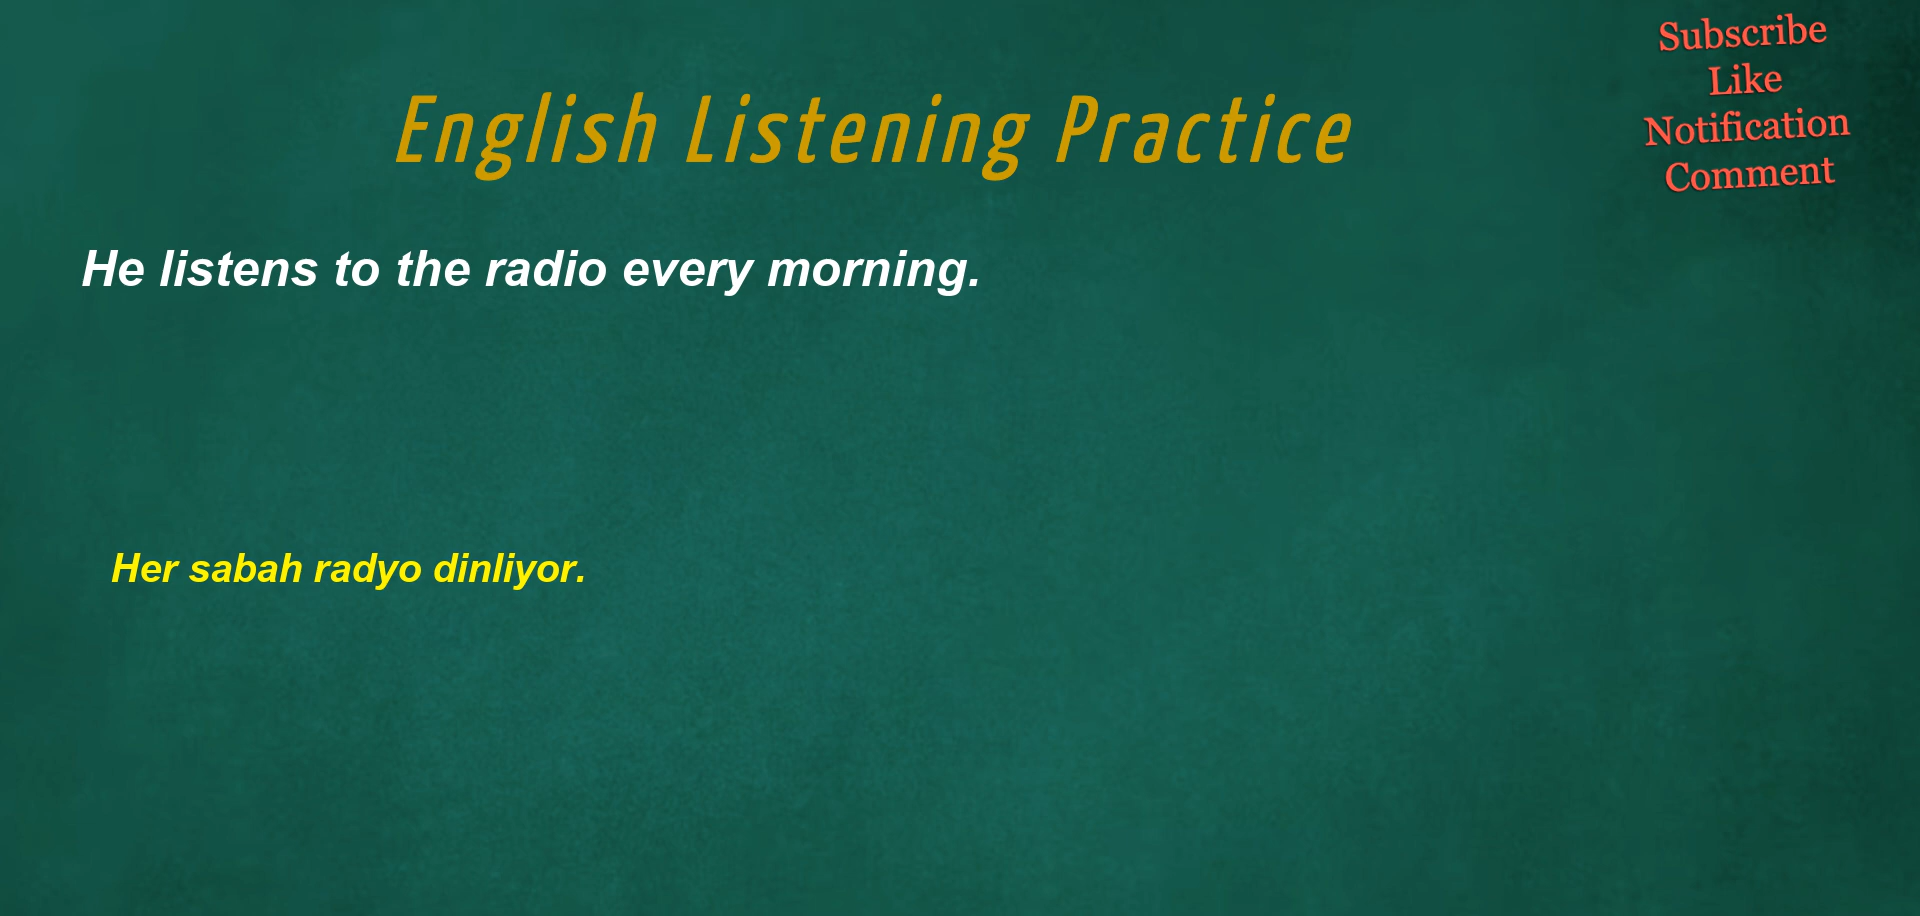 Subscribe
Like
Notification
Comment
English Listening Practice
He listens to the radio every morning.
Her sabah radyo dinliyor.